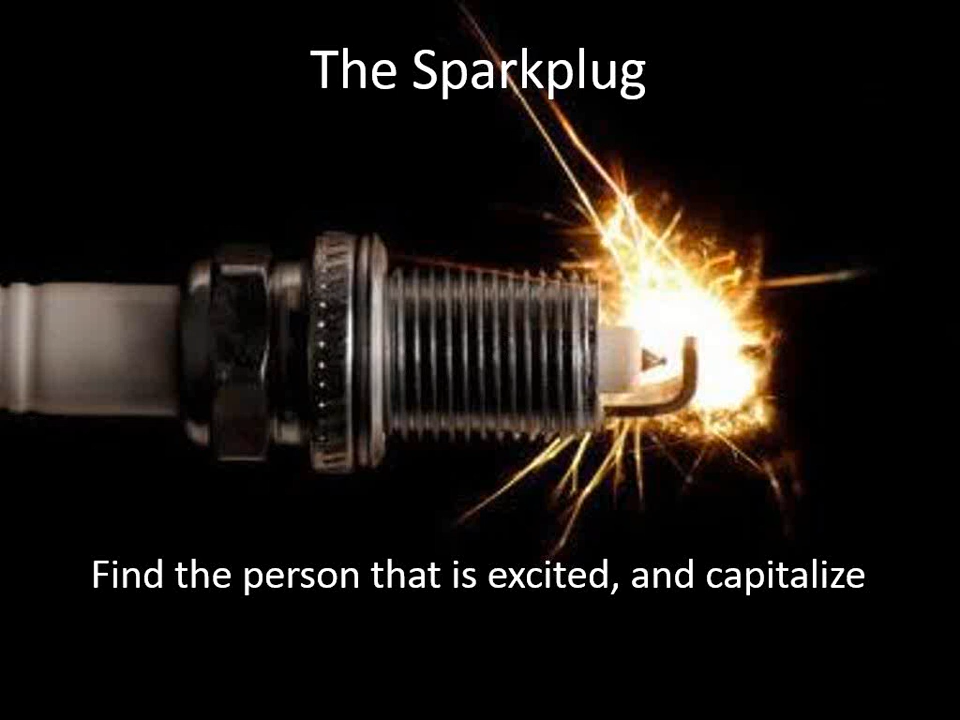 The Sparkplug
Find the person that is excited, and capitalize